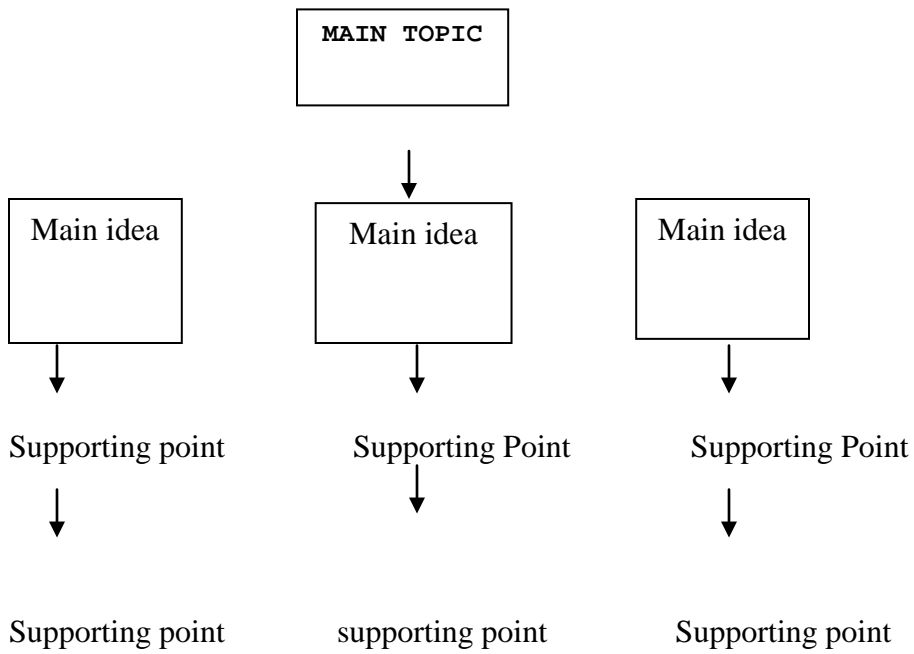 MAIN TOPIC
Main idea Main idea Main idea
Supporting point Supporting Point Supporting Point
Supporting point supporting point Supporting point